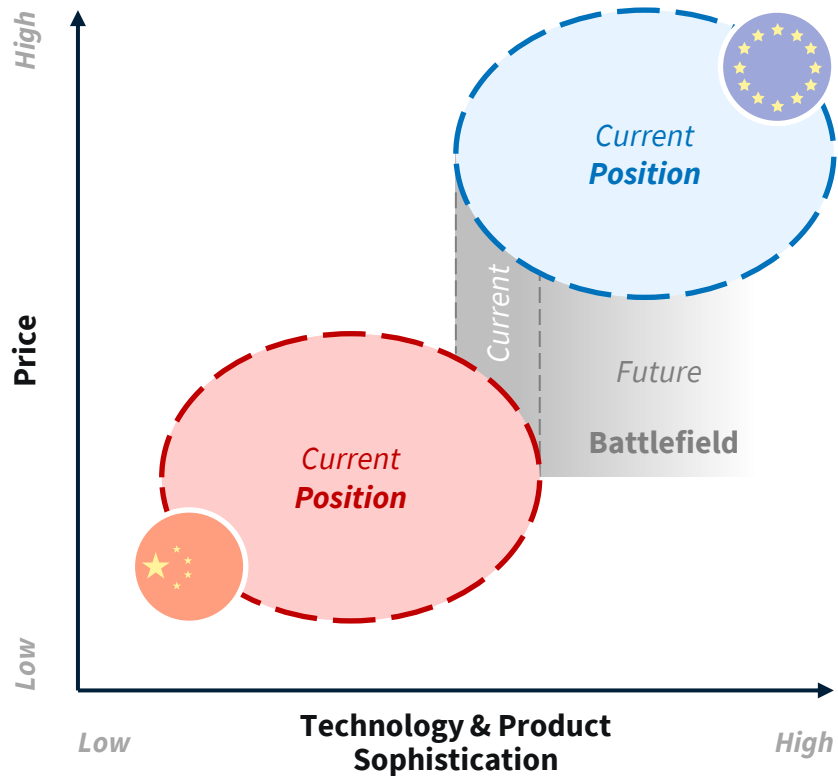 High
Current
Position
Current
Price
Future
Battlefield
Current
Position
Low
Low
Technology & Product
Sophistication
High